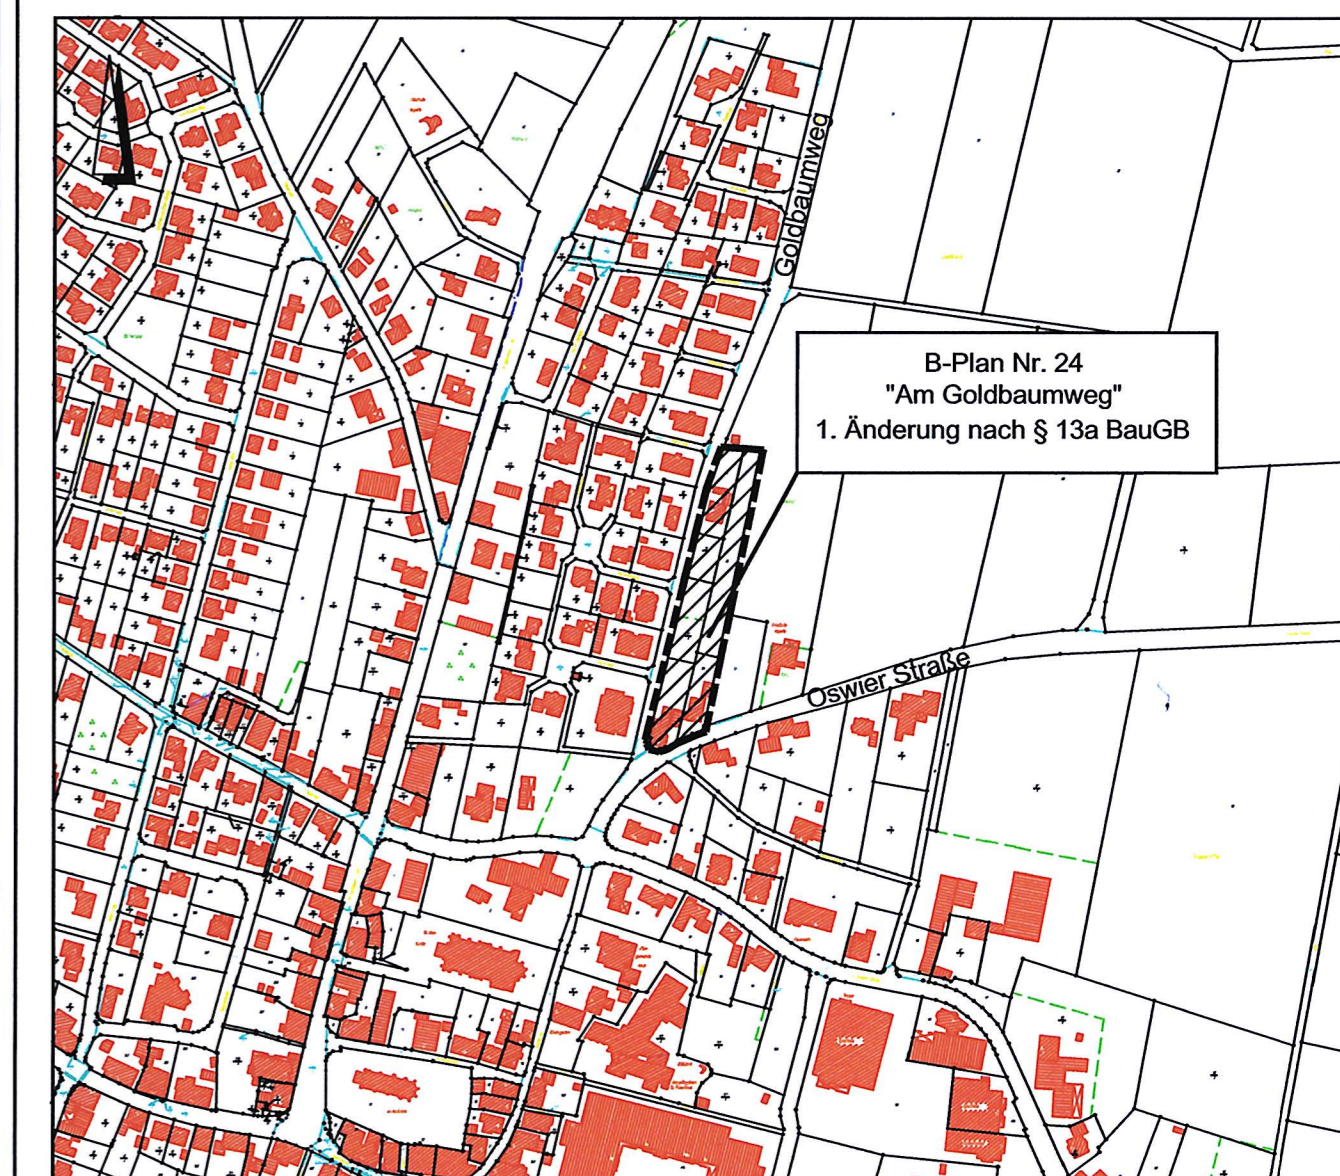 Goldbaumweg
B-Plan Nr. 24
"Am Goldbaumweg"
1. Änderung nach § 13a BauGB
Oswier Straße